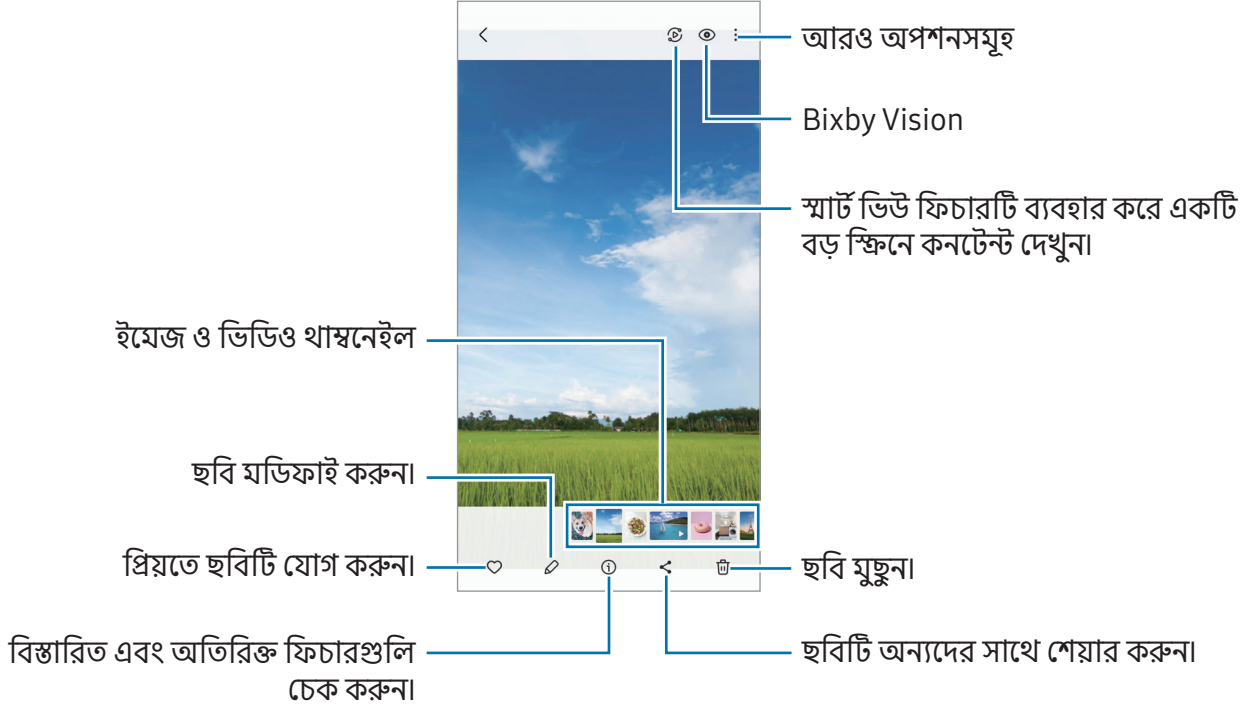 আরও অপশনসমূহ
Bixby Vision
স্মার্ট ভিউ ফিচারটি ব্যবহার করে একটি
বড় স্ক্রিনে কনটেন্ট দেখুন।
ইমেজ ও ভিডিও থাম্বনেইল
ছবি মডিফাই করুন।
প্রিয়তে ছবিটি যোগ করুন।
ছবি মুছুন।
বিস্তারিত এবং অতিরিক্ত ফিচারগুলি
চেক করুন।
ছবিটি অন্যদের সাথে শেয়ার করুন।